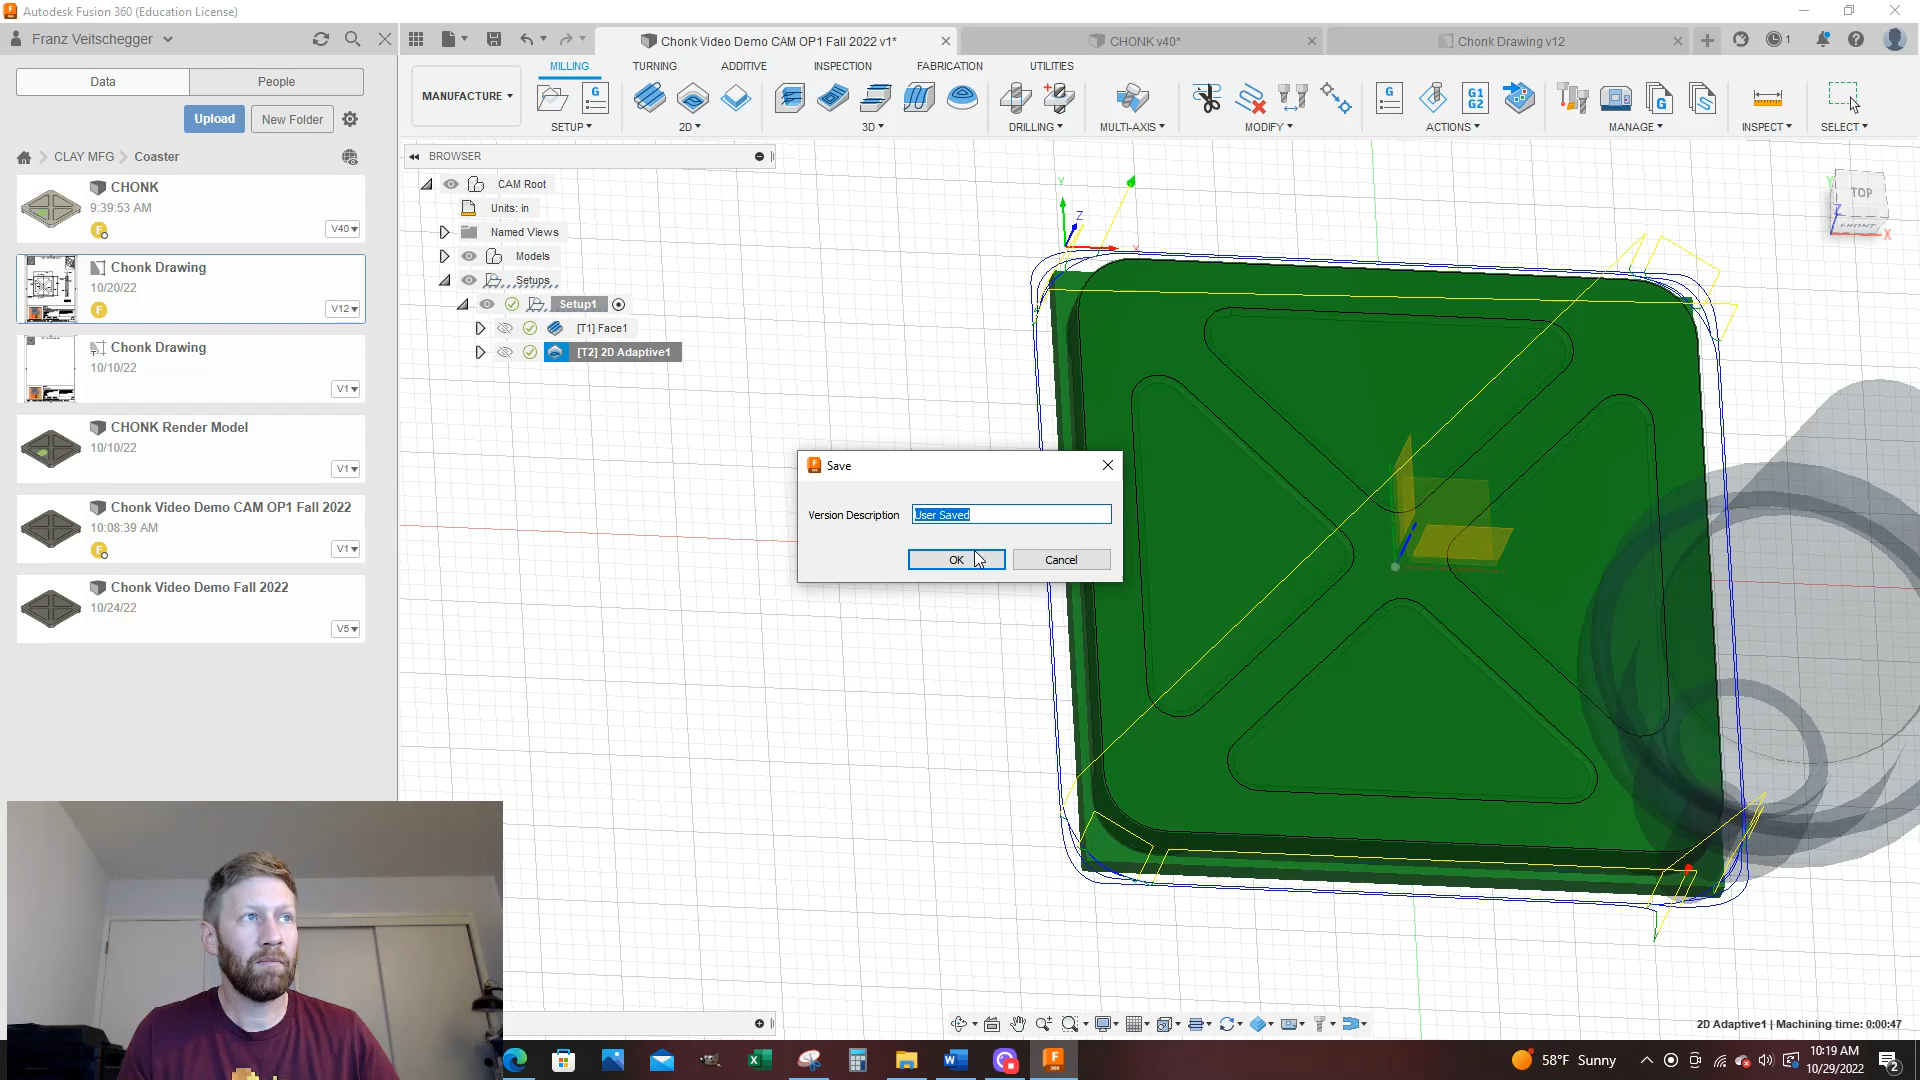 Autodesk Fusion 360 (Education License)
Franz Veitschegger
Chonk Video Demo CAM OP1 Fall 2022 v1*
CHONK v40*
Chonk Drawing v12
1
Data
People
MILLING
TURNING
ADDITIVE
INSPECTION
FABRICATION
UTILITIES
MANUFACTURE
Upload
New Folder
SETUP
2D
3D
DRILLING
MULTI-AXIS
MODIFY
ACTIONS
MANAGE
INSPECT
SELECT
G
G
G1
G2
G
CLAY MFG
Coaster
BROWSER
CHONK
9:39:53 AM
F
V40
Chonk Drawing
10/20/22
F
V12
Chonk Drawing
10/10/22
V1
CHONK Render Model
10/10/22
V1
Chonk Video Demo CAM OP1 Fall 2022
10:08:39 AM
F
V1
Chonk Video Demo Fall 2022
10/24/22
V5
CAM Root
Units: in
Named Views
Models
Setups
Setup1
[T1] Face1
[T2] 2D Adaptive1
Y
Z
X
TOP
FRONT
Y
Z
X
Save
Version Description
User Saved
OK
Cancel
2D Adaptive1 | Machining time: 0:00:47
58°F Sunny
10:19 AM
10/29/2022
2